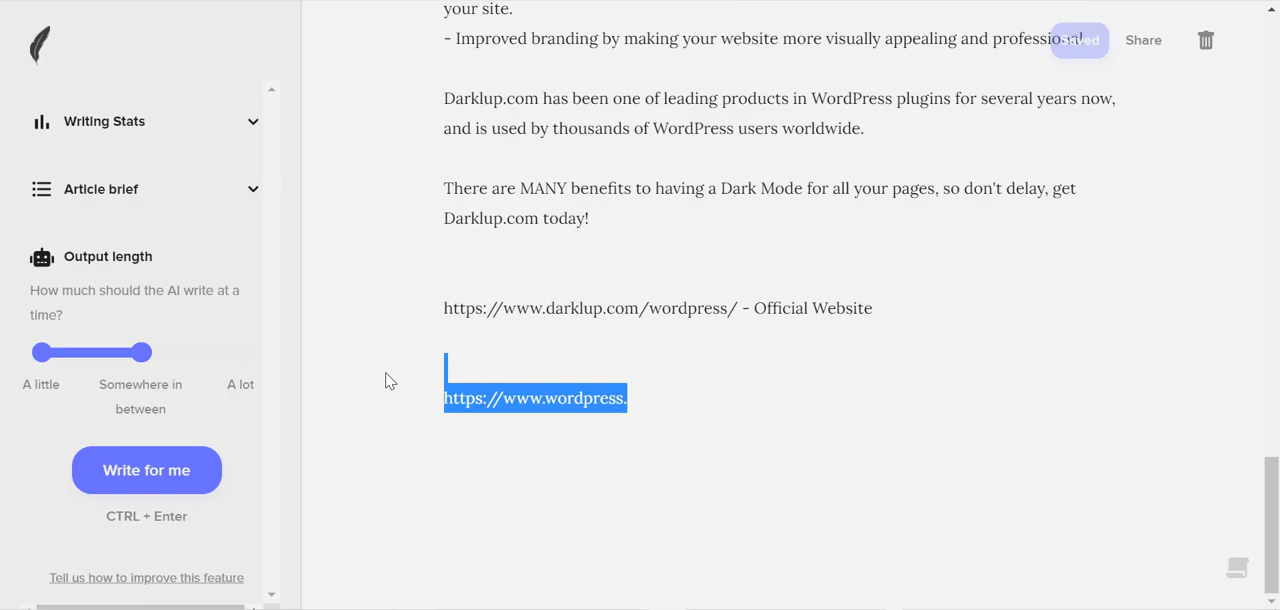 your site.
- Improved branding by making your website more visually appealing and professional.
Saved
Share
Writing Stats
Darklup.com has been one of leading products in WordPress plugins for several years now,
and is used by thousands of WordPress users worldwide.
Article brief
There are MANY benefits to having a Dark Mode for all your pages, so don't delay, get
Darklup.com today!
Output length
How much should the AI write at a
time?
https://www.darklup.com/wordpress/ - Official Website
A little
Somewhere in
between
A lot
https://www.wordpress.
Write for me
CTRL + Enter
Tell us how to improve this feature